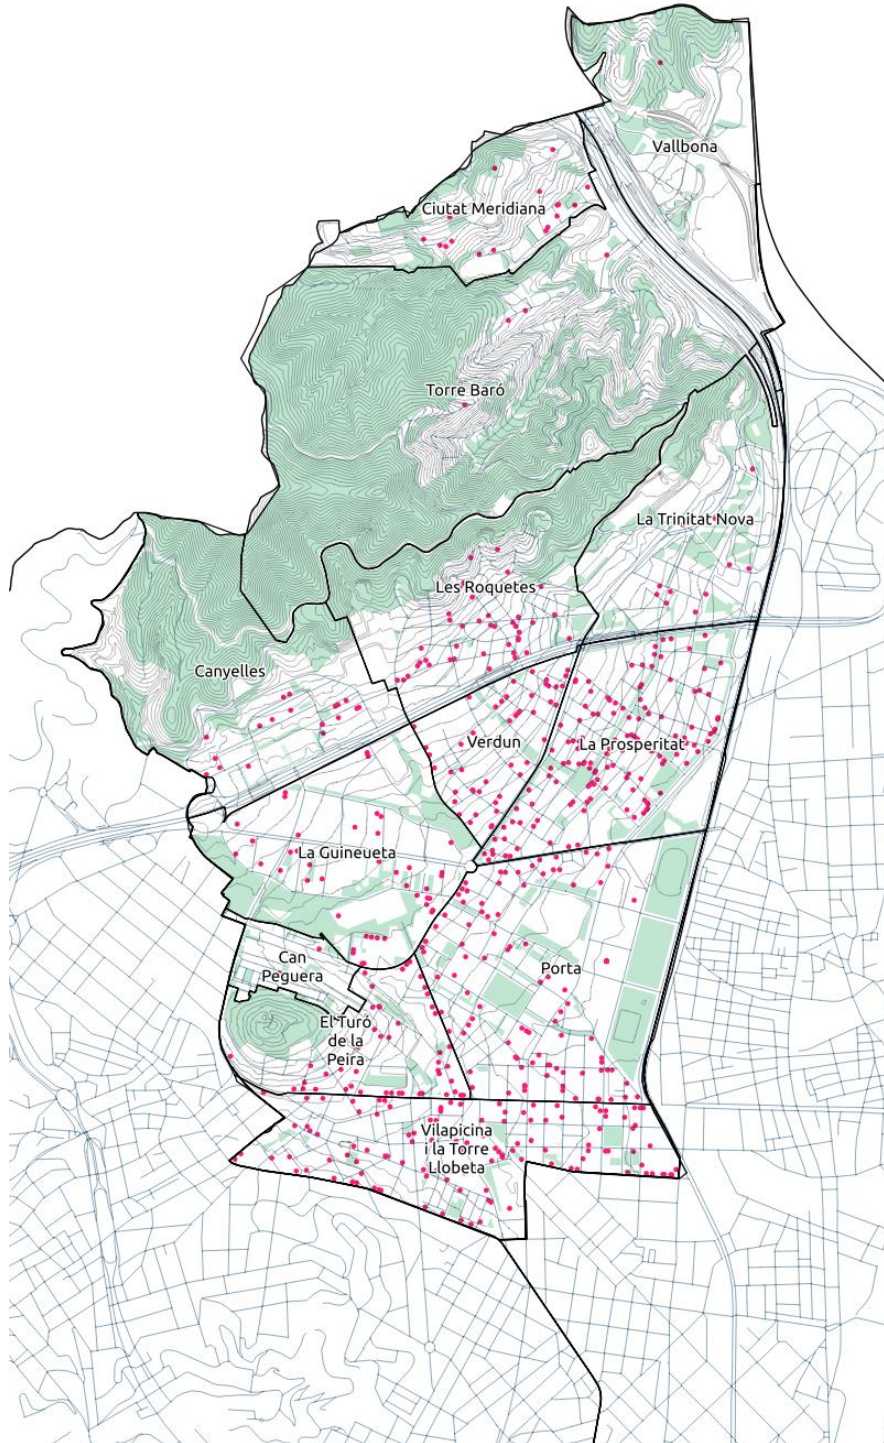 Vallbona
Ciutat Meridiana
Torre Baró
La Trinitat Nova
Les Roquetes
Canyelles
Verdun
La Prosperitat
La Guineueta
Can
Peguera
Porta
El Turó
de la
Peira
Vilapicina
i la Torre
Llobeta